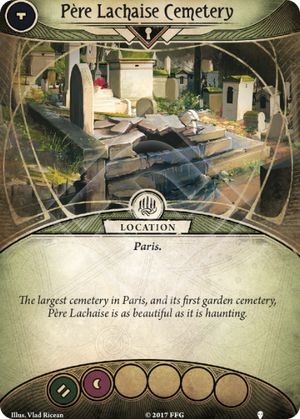 Père Lachaise Cemetery
LOCATION
Paris.
The largest cemetery in Paris, and its first garden cemetery,
Père Lachaise is as beautiful as it is haunting.
Illus. Vlad Ricean
© 2017 FFG